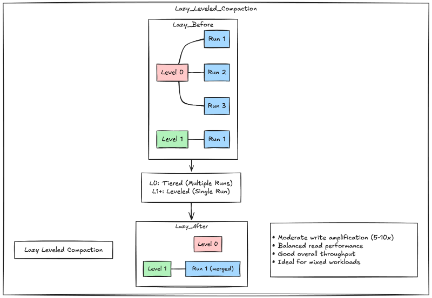 Lazy_Leveled_Compaction
Lazy_Before
Run 1
Level 0
Run 2
Run 3
Level 1
Run 1
L0: Tiered (Multiple Runs)
L1+: Leveled (Single Run)
Lazy_After
Level 0
Level 1
Run 1 (merged)
Lazy Leveled Compaction
• Moderate write amplification (5-10x)
• Balanced read performance
• Good overall throughput
• Ideal for mixed workloads